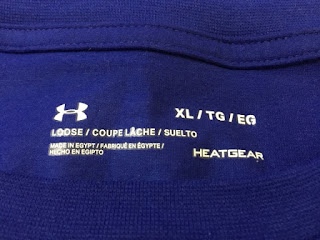 XL / TG / EG
LOOSE / COUPE LÂCHE / SUELTO
MADE IN EGYPT / FABRIQUÉ EN ÉGYPTE /
HECHO EN EGIPTO
HEATGEAR